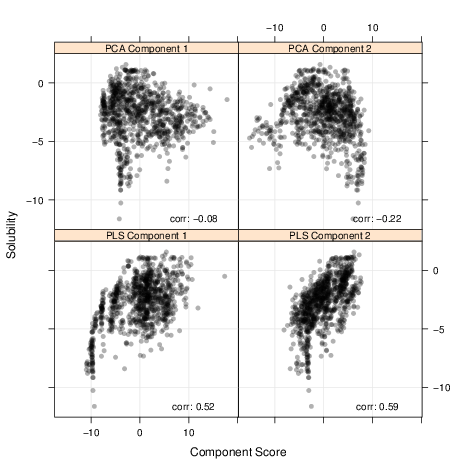 −10 0 10
PCA Component 1 PCA Component 2
0
−5
−10
corr: −0.08 corr: −0.22
Solubility
PLS Component 1 PLS Component 2
0
−5
−10
corr: 0.52 corr: 0.59
−10 0 10
Component Score